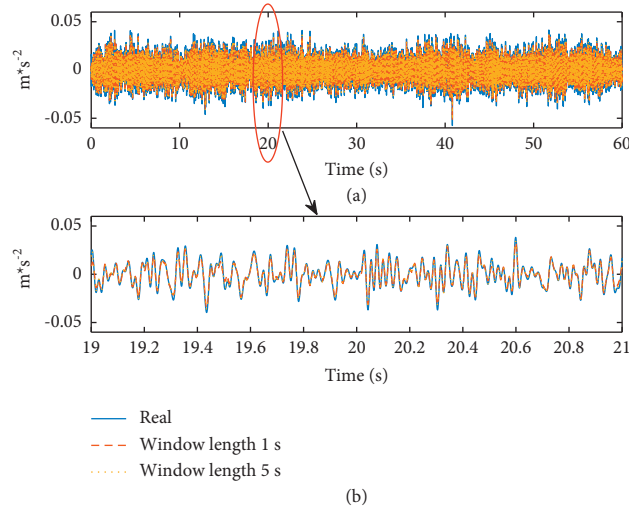 0.05
0
-0.05
m*s⁻²
0 10 20 30 40 50 60
Time (s)
(a)
0.05
0
-0.05
m*s⁻²
19 19.2 19.4 19.6 19.8 20 20.2 20.4 20.6 20.8 21
Time (s)
Real
Window length 1 s
Window length 5 s
(b)